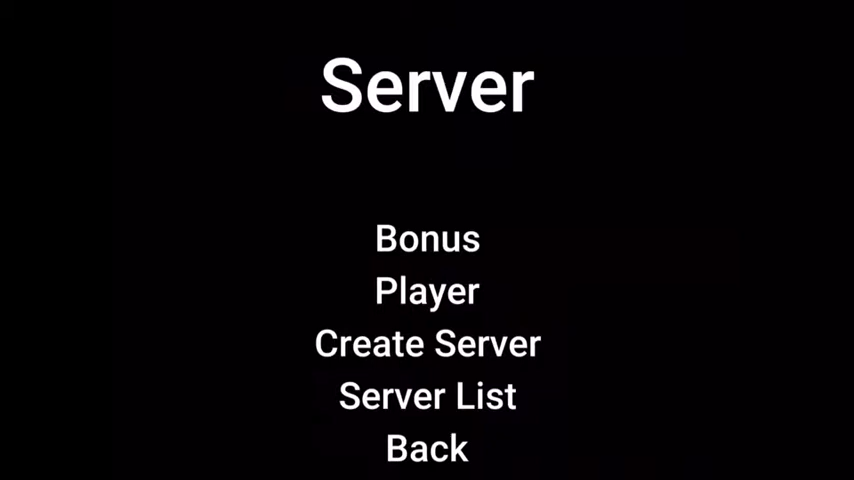 Server
Bonus
Player
Create Server
Server List
Back